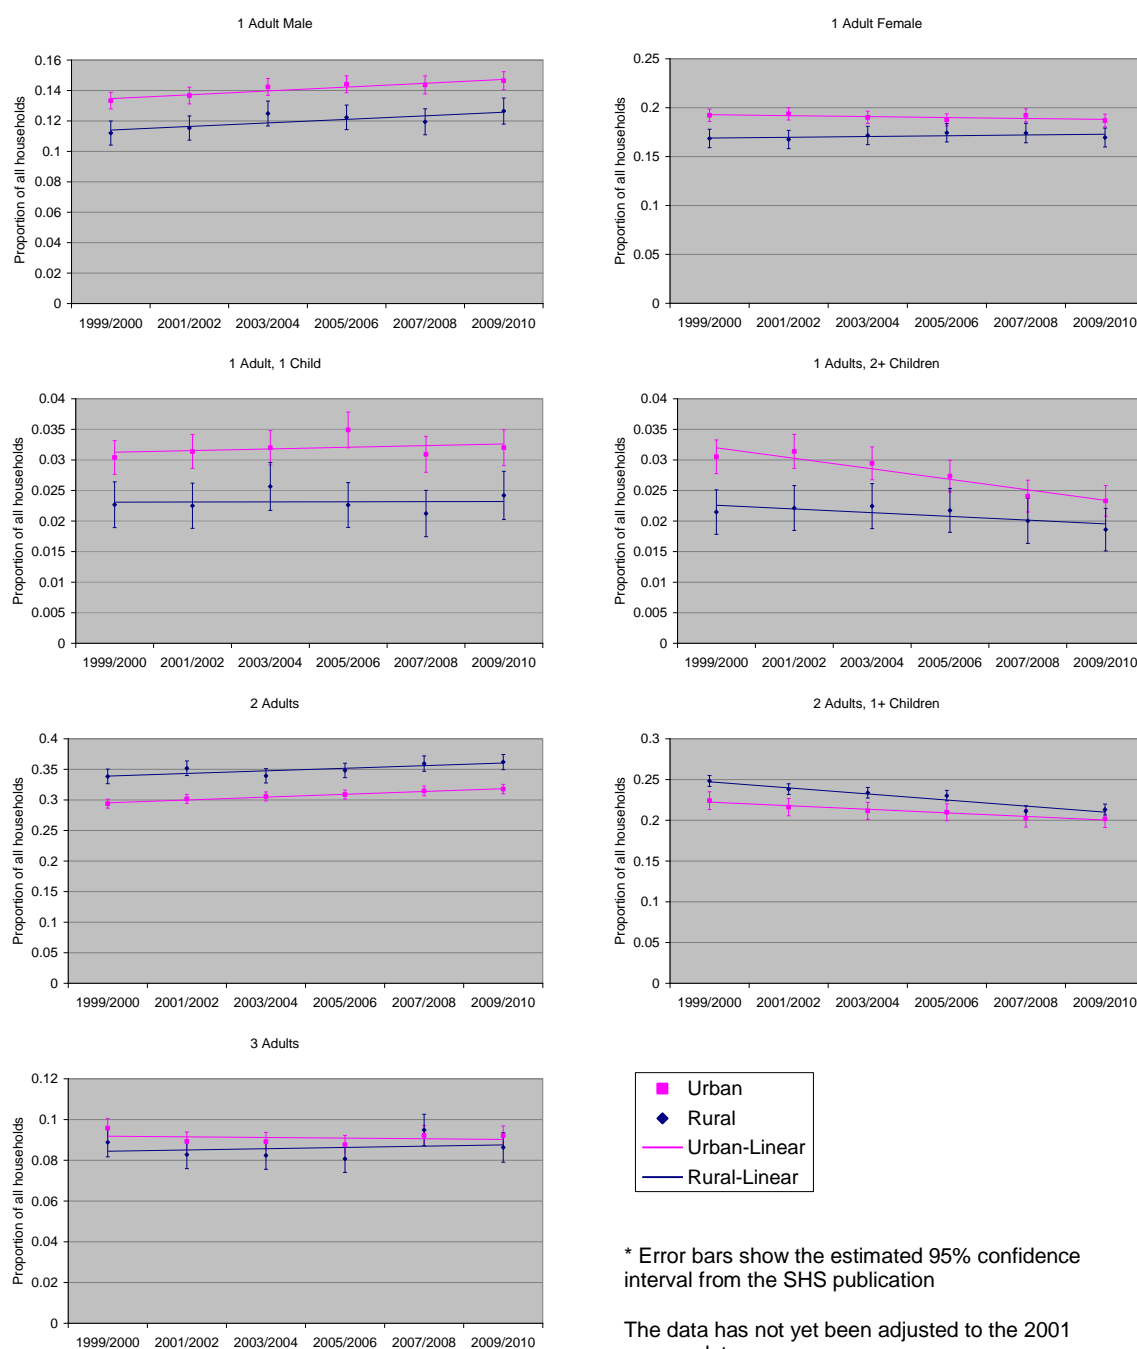 1 Adult Male
Proportion of all households
0.16
0.14
0.12
0.1
0.08
0.06
0.04
0.02
0
1999/2000 2001/2002 2003/2004 2005/2006 2007/2008 2009/2010
1 Adult Female
Proportion of all households
0.25
0.2
0.15
0.1
0.05
0
1999/2000 2001/2002 2003/2004 2005/2006 2007/2008 2009/2010
1 Adult, 1 Child
Proportion of all households
0.04
0.035
0.03
0.025
0.02
0.015
0.01
0.005
0
1999/2000 2001/2002 2003/2004 2005/2006 2007/2008 2009/2010
1 Adults, 2+ Children
Proportion of all households
0.04
0.035
0.03
0.025
0.02
0.015
0.01
0.005
0
1999/2000 2001/2002 2003/2004 2005/2006 2007/2008 2009/2010
2 Adults
Proportion of all households
0.4
0.35
0.3
0.25
0.2
0.15
0.1
0.05
0
1999/2000 2001/2002 2003/2004 2005/2006 2007/2008 2009/2010
2 Adults, 1+ Children
Proportion of all households
0.3
0.25
0.2
0.15
0.1
0.05
0
1999/2000 2001/2002 2003/2004 2005/2006 2007/2008 2009/2010
3 Adults
Proportion of all households
0.12
0.1
0.08
0.06
0.04
0.02
0
1999/2000 2001/2002 2003/2004 2005/2006 2007/2008 2009/2010
Urban
Rural
Urban-Linear
Rural-Linear
* Error bars show the estimated 95% confidence
interval from the SHS publication
The data has not yet been adjusted to the 2001